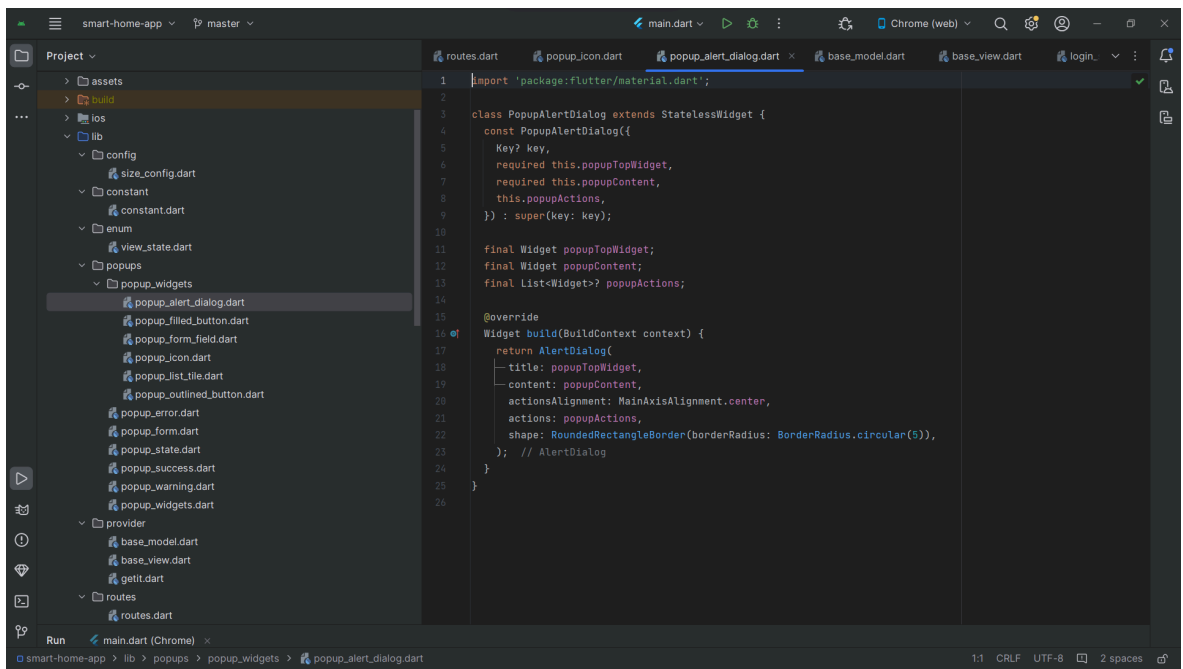 smart-home-app master main.dart Chrome (web)
Project
routes.dart popup_icon.dart popup_alert_dialog.dart base_model.dart base_view.dart login_
assets
build
ios
lib
config
size_config.dart
constant
constant.dart
enum
view_state.dart
popups
popup_widgets
popup_alert_dialog.dart
popup_filled_button.dart
popup_form_field.dart
popup_icon.dart
popup_list_tile.dart
popup_outlined_button.dart
popup_error.dart
popup_form.dart
popup_state.dart
popup_success.dart
popup_warning.dart
popup_widgets.dart
provider
base_model.dart
base_view.dart
getit.dart
routes
routes.dart
1 import 'package:flutter/material.dart';
2
3 class PopupAlertDialog extends StatelessWidget {
4 const PopupAlertDialog({
5 Key? key,
6 required this.popupTopWidget,
7 required this.popupContent,
8 this.popupActions,
9 }) : super(key: key);
10
11 final Widget popupTopWidget;
12 final Widget popupContent;
13 final List<Widget>? popupActions;
14
15 @override
16 Widget build(BuildContext context) {
17 return AlertDialog(
18 title: popupTopWidget,
19 content: popupContent,
20 actionsAlignment: MainAxisAlignment.center,
21 actions: popupActions,
22 shape: RoundedRectangleBorder(borderRadius: BorderRadius.circular(5)),
23 ); // AlertDialog
24 }
25 }
26
Run main.dart (Chrome)
smart-home-app > lib > popups > popup_widgets > popup_alert_dialog.dart 1:1 CRLF UTF-8 2 spaces